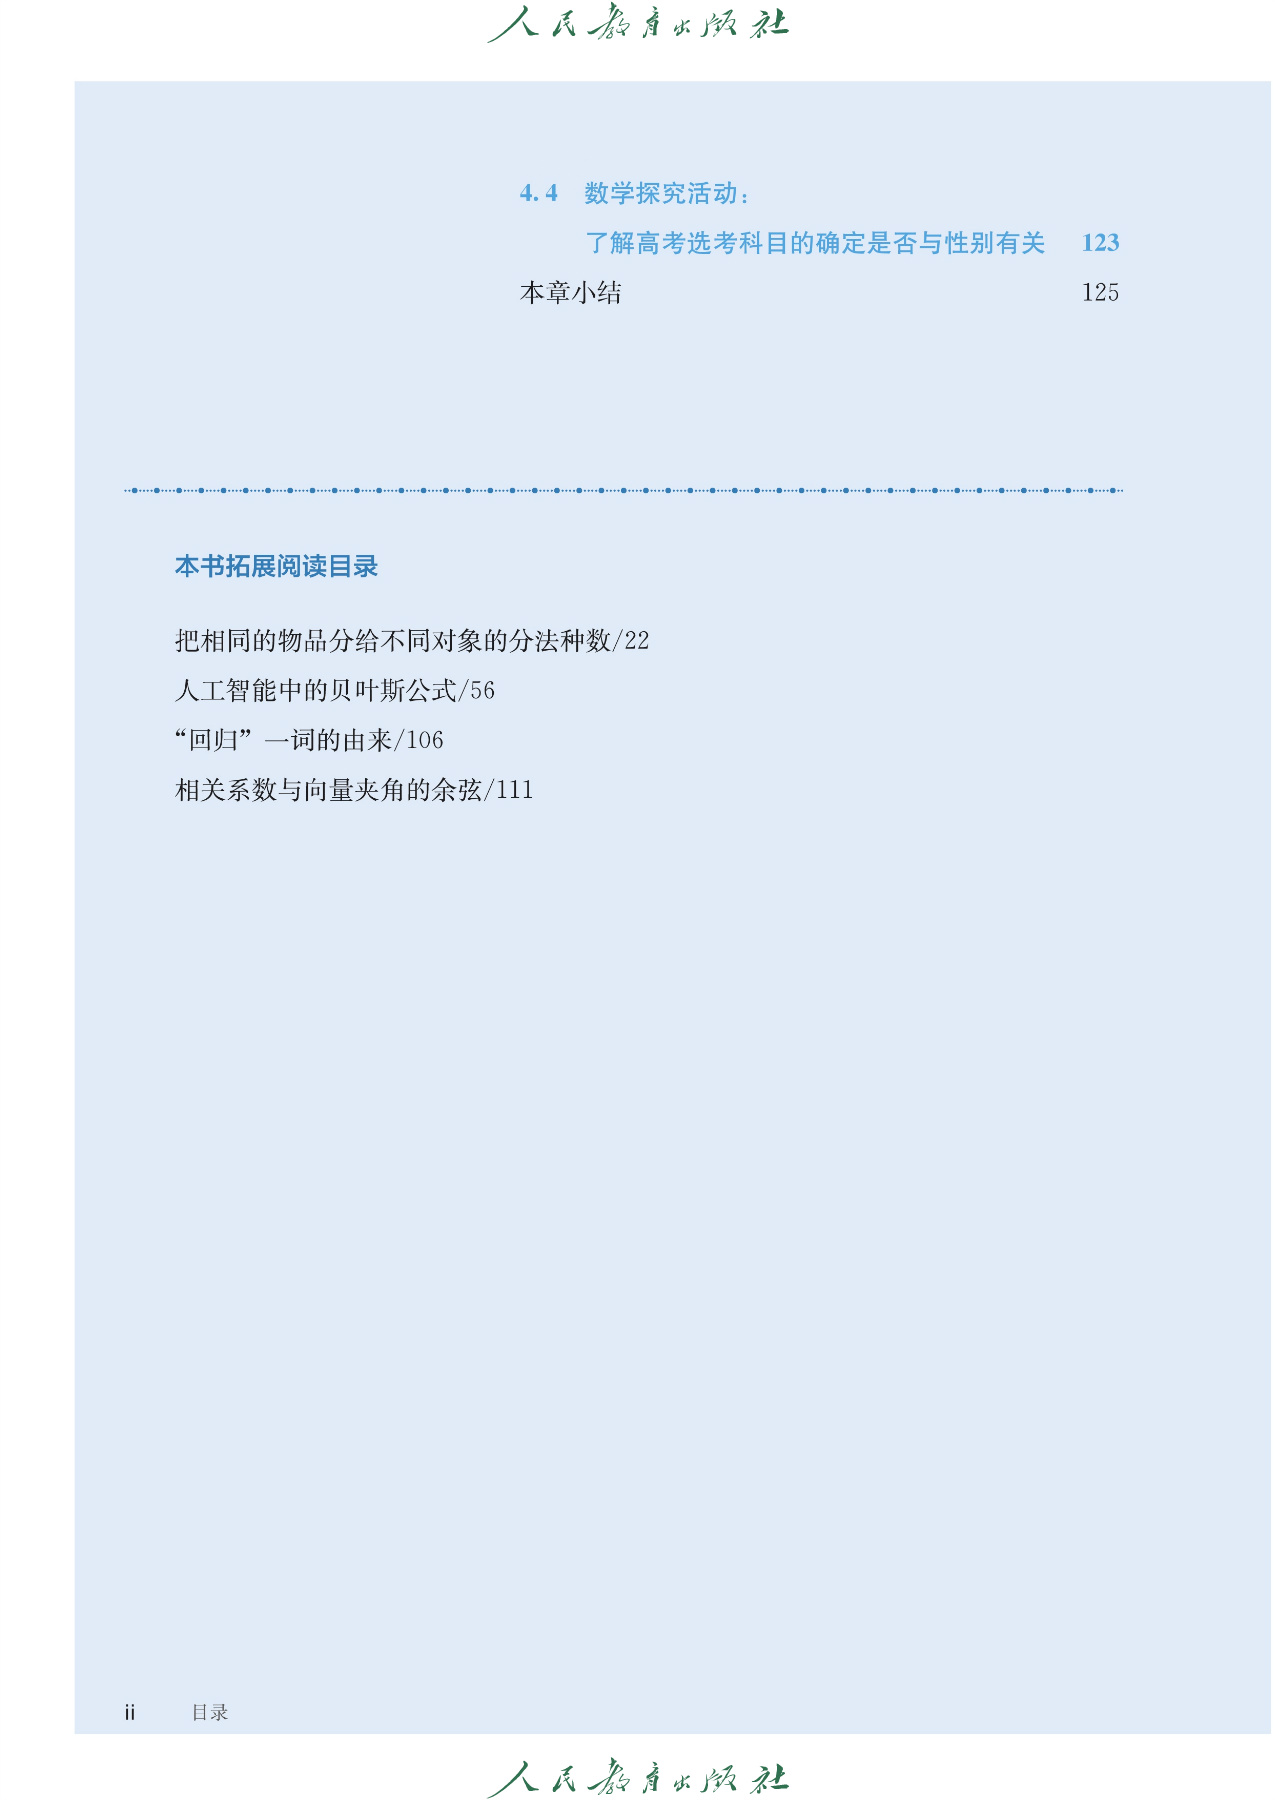 人民教育出版社
4.4 数学探究活动：
了解高考选考科目的确定是否与性别有关 123
本章小结 125
本书拓展阅读目录
把相同的物品分给不同对象的分法种数/22
人工智能中的贝叶斯公式/56
“回归”一词的由来/106
相关系数与向量夹角的余弦/111
ii 目录
人民教育出版社